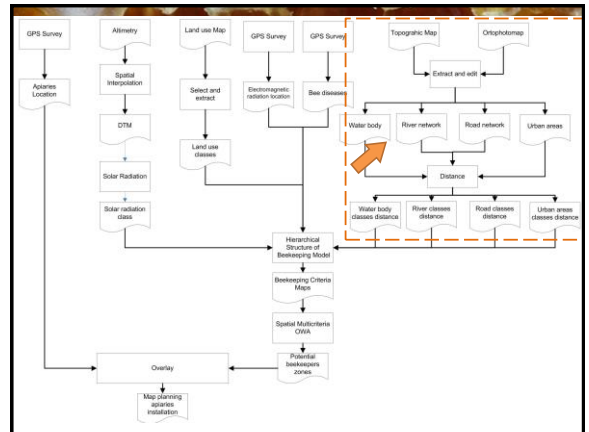 GPS Survey
Altimetry
Land use Map
GPS Survey
GPS Survey
Topograhic Map
Ortophotomap
Apiaries
Location
Spatial
Interpolation
Select and
extract
Electromagnetic
radiation location
Bee diseases
Extract and edit
DTM
Land use
classes
Water body
River network
Road network
Urban areas
Solar Radiation
Distance
Solar radiation
class
Water body
classes distance
River classes
distance
Road classes
distance
Urban areas
classes distance
Hierarchical
Structure of
Beekeeping Model
Beekeeping Criteria
Maps
Spatial Multicriteria
OWA
Overlay
Potential
beekeepers
zones
Map planning
apiaries
installation